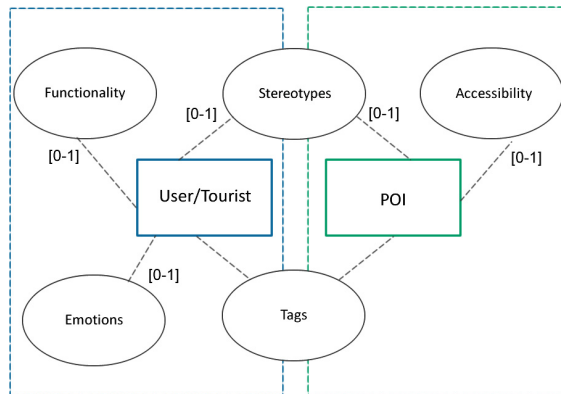 Functionality
Stereotypes
Accessibility
[0-1]
[0-1]
[0-1]
[0-1]
User/Tourist
POI
[0-1]
Emotions
Tags